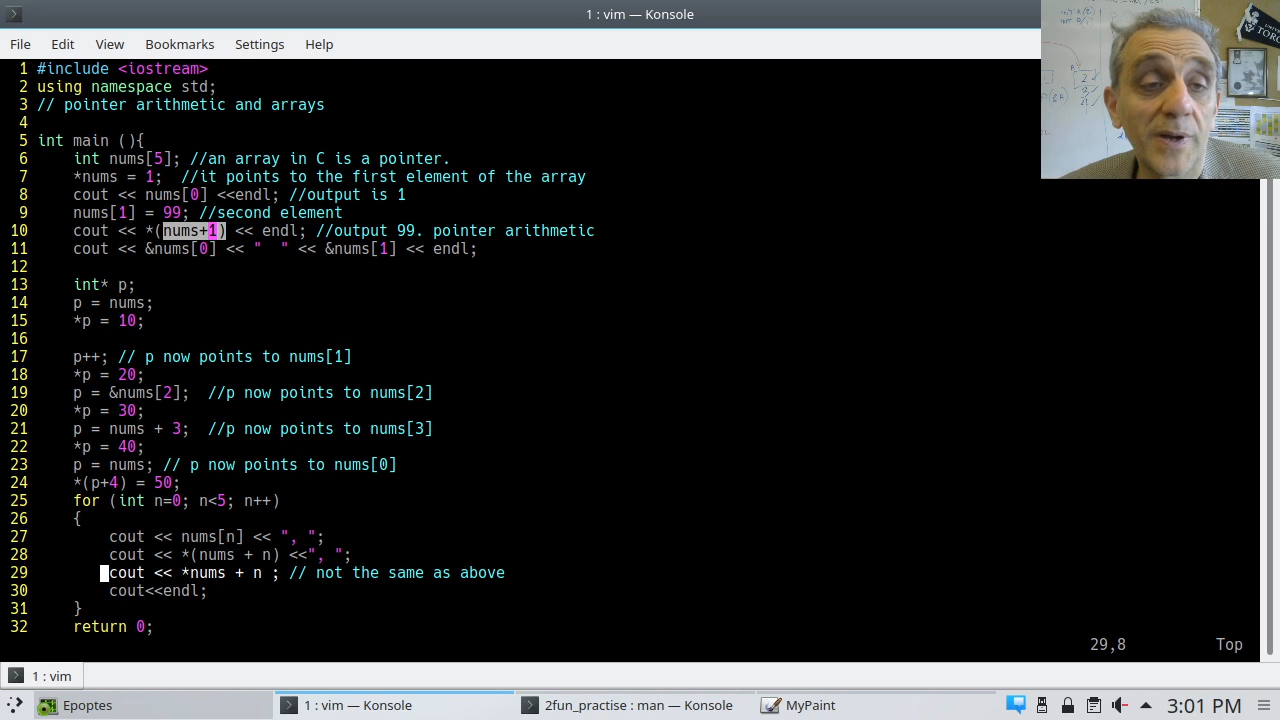 1 : vim — Konsole
File Edit View Bookmarks Settings Help
1 #include <iostream>
2 using namespace std;
3 // pointer arithmetic and arrays
4
5 int main (){
6 int nums[5]; //an array in C is a pointer.
7 *nums = 1; //it points to the first element of the array
8 cout << nums[0] <<endl; //output is 1
9 nums[1] = 99; //second element
10 cout << *(nums+1) << endl; //output 99. pointer arithmetic
11 cout << &nums[0] << "  " << &nums[1] << endl;
12
13 int* p;
14 p = nums;
15 *p = 10;
16
17 p++; // p now points to nums[1]
18 *p = 20;
19 p = &nums[2]; //p now points to nums[2]
20 *p = 30;
21 p = nums + 3; //p now points to nums[3]
22 *p = 40;
23 p = nums; // p now points to nums[0]
24 *(p+4) = 50;
25 for (int n=0; n<5; n++)
26 {
27 cout << nums[n] << ", ";
28 cout << *(nums + n) <<", ";
29 cout << *nums + n ; // not the same as above
30 cout<<endl;
31 }
32 return 0;
29,8 Top
1 : vim
Epoptes 1 : vim — Konsole 2fun_practise : man — Konsole MyPaint 3:01 PM